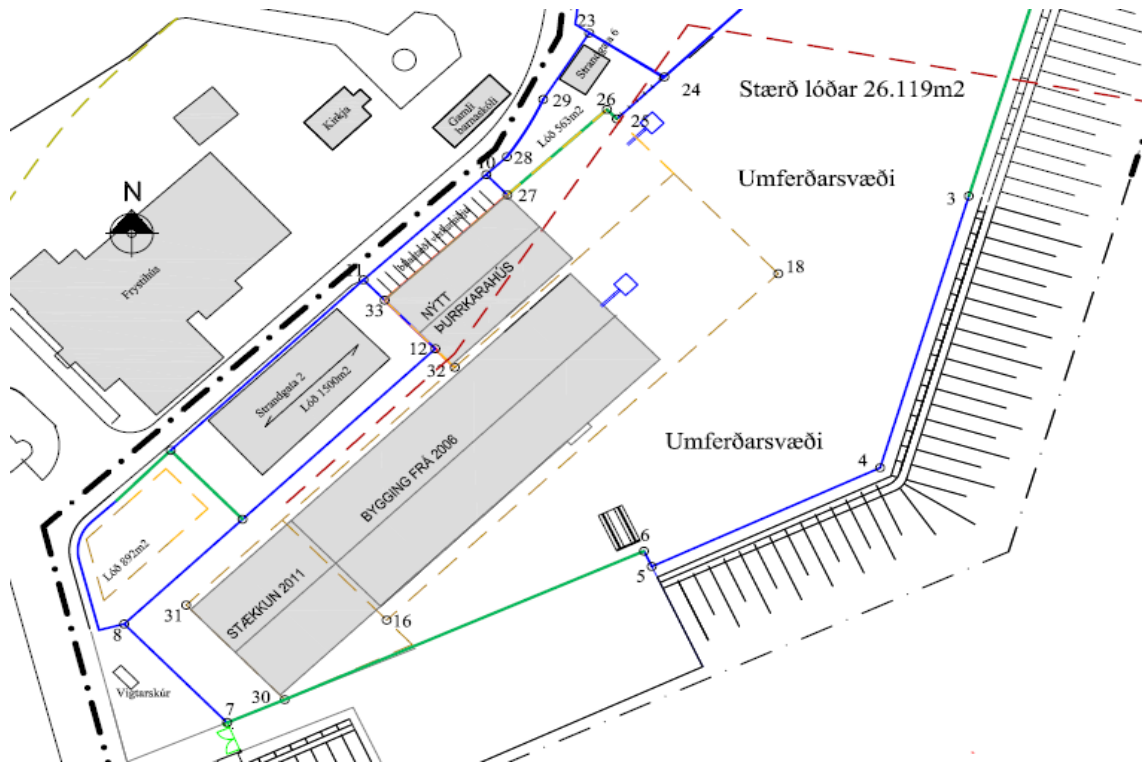 23
Strandgata 6
24
29
Stærð lóðar 26.119m2
Kirkja
Gamli
barnaskóli
26
25
Lóð 563m2
28
10
Umferðarsvæði
27
3
N
18
Frystihús
11
33
NÝTT
ÞURRKARAHÚS
12
32
Strandgata 2
Lóð 1500m2
Umferðarsvæði
BYGGING FRÁ 2006
4
6
5
Lóð 892m2
31
STÆKKUN 2011
16
8
Vigtarskúr
30
7